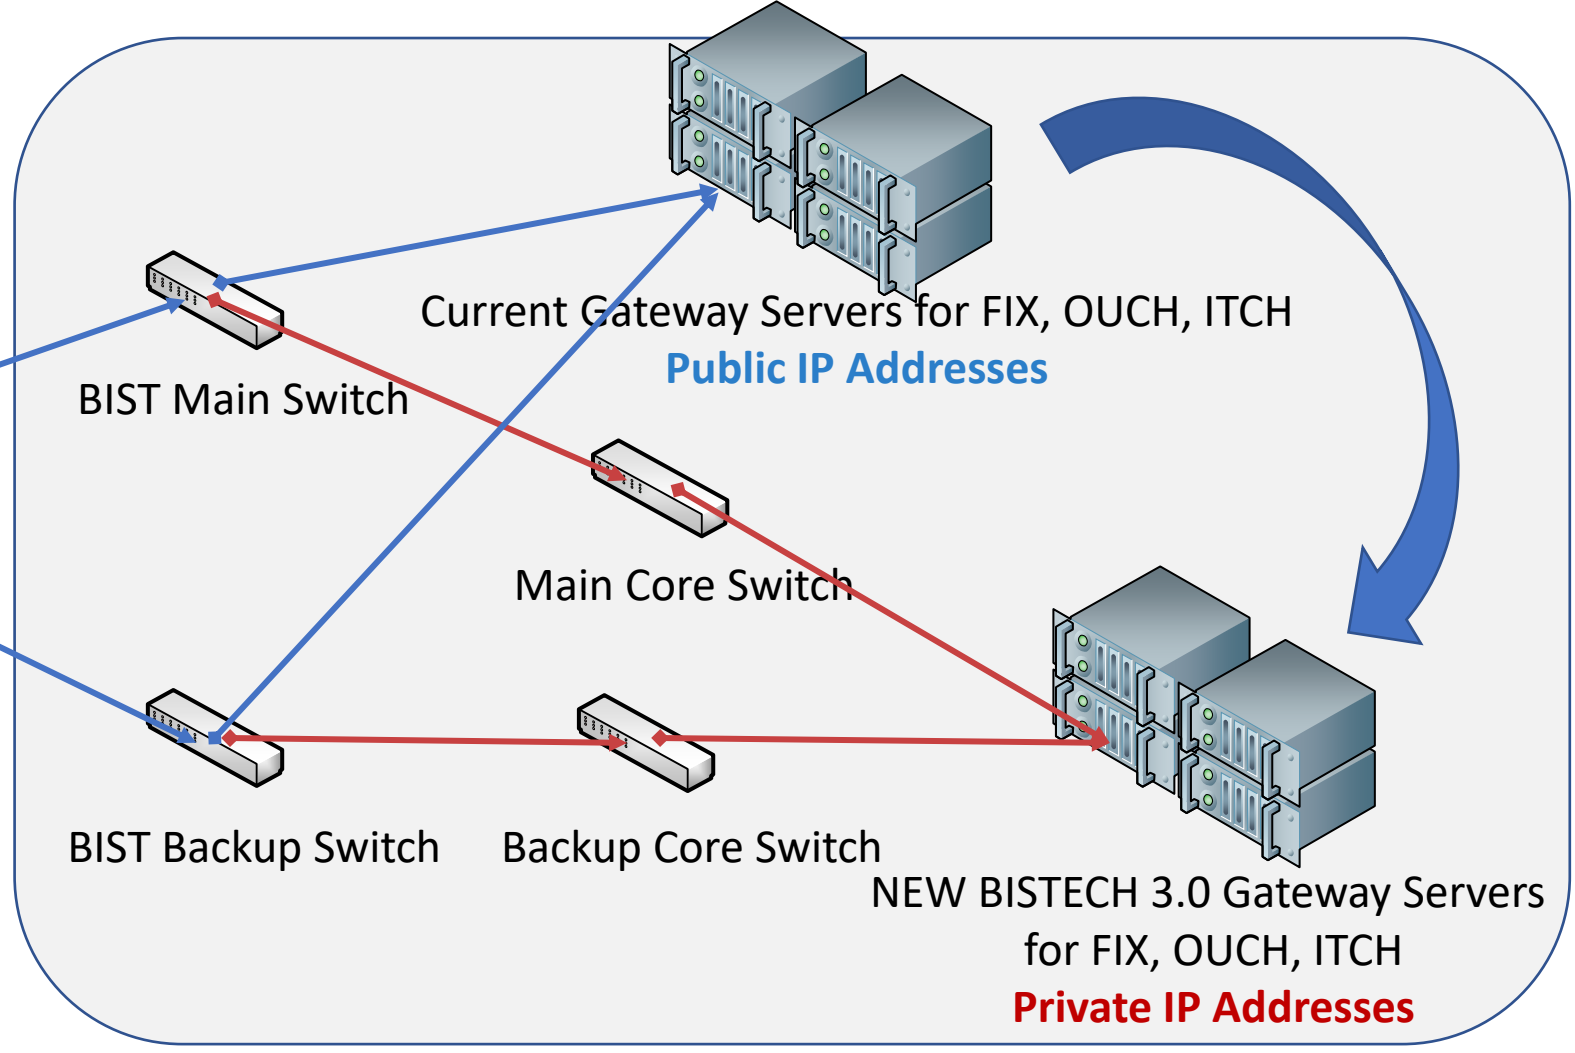 Current Gateway Servers for FIX, OUCH, ITCH
Public IP Addresses
BIST Main Switch
Main Core Switch
BIST Backup Switch
Backup Core Switch
NEW BISTECH 3.0 Gateway Servers
for FIX, OUCH, ITCH
Private IP Addresses